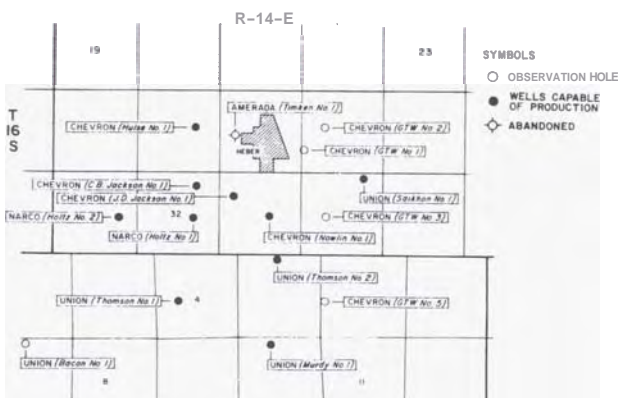 R-14-E
19
23
SYMBOLS
OBSERVATION HOLE
WELLS CAPABLE
OF PRODUCTION
ABANDONED
T
16
S
AMERADA (Timken No 1)
CHEVRON (Hulse No. 1)
CHEVRON (GTW No 2)
HEBER
CHEVRON (GTW No 1)
CHEVRON (C.B. Jackson No. 1)
CHEVRON (J.D. Jackson No. 1)
UNION (Saikhon No. 1)
NARCO (Holtz No. 2)
32
CHEVRON (GTW No 3)
NARCO (Holtz No 1)
CHEVRON (Nowlin No 1)
UNION (Thomson No 2)
UNION (Thomson No 1)
4
CHEVRON (GTW No. 5)
UNION (Bacon No 1)
UNION (Murdy No 1)
8
11